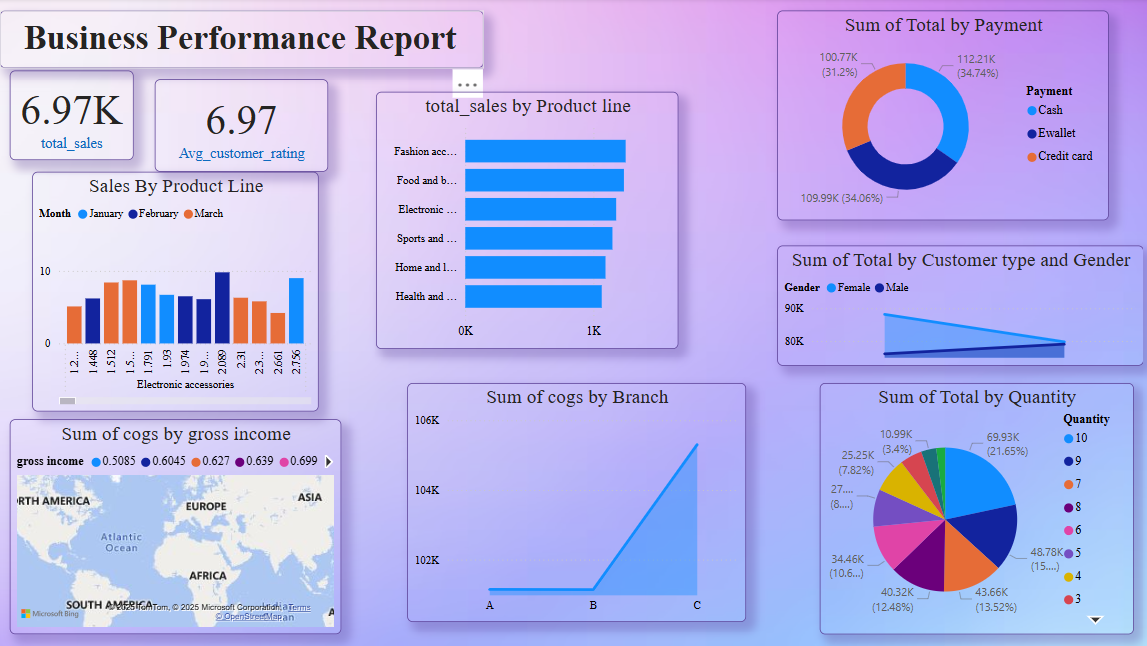 Business Performance Report
6.97K
total_sales
6.97
Avg_customer_rating
...
Sales By Product Line
Month January February March
10
0
1.2...
1.448
1.512
1.5...
1.791
1.93
1.974
1.9...
2.089
2.31
2.3...
2.661
2.756
Electronic accessories
total_sales by Product line
Fashion acc...
Food and b...
Electronic ...
Sports and ...
Home and l...
Health and ...
0K 1K
Sum of Total by Payment
100.77K
(31.2%)
112.21K
(34.74%)
109.99K (34.06%)
Payment
Cash
Ewallet
Credit card
Sum of Total by Customer type and Gender
Gender Female Male
90K
80K
Sum of cogs by gross income
gross income 0.5085 0.6045 0.627 0.639 0.699
RTH AMERICA
EUROPE
ASIA
Atlantic
Ocean
AFRICA
SOUTH AMERICA
© 2025 TomTom, © 2025 Microsoft Corporation, Terms
Microsoft Bing
© OpenStreetMap
Sum of cogs by Branch
106K
104K
102K
A B C
Sum of Total by Quantity
69.93K
(21.65%)
48.78K
(15....)
43.66K
(13.52%)
40.32K
(12.48%)
34.46K
(10.6...)
27....
(8....)
25.25K
(7.82%)
10.99K
(3.4%)
Quantity
10
9
7
8
6
5
4
3